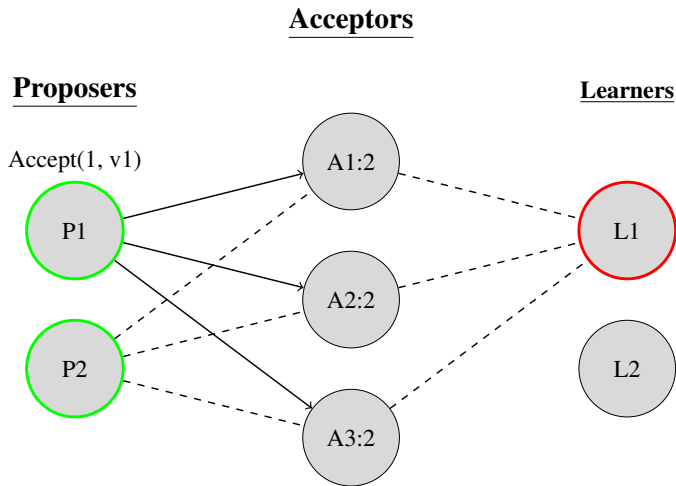 Acceptors
Proposers
Learners
Accept(1, v1)
A1:2
P1
L1
A2:2
P2
L2
A3:2